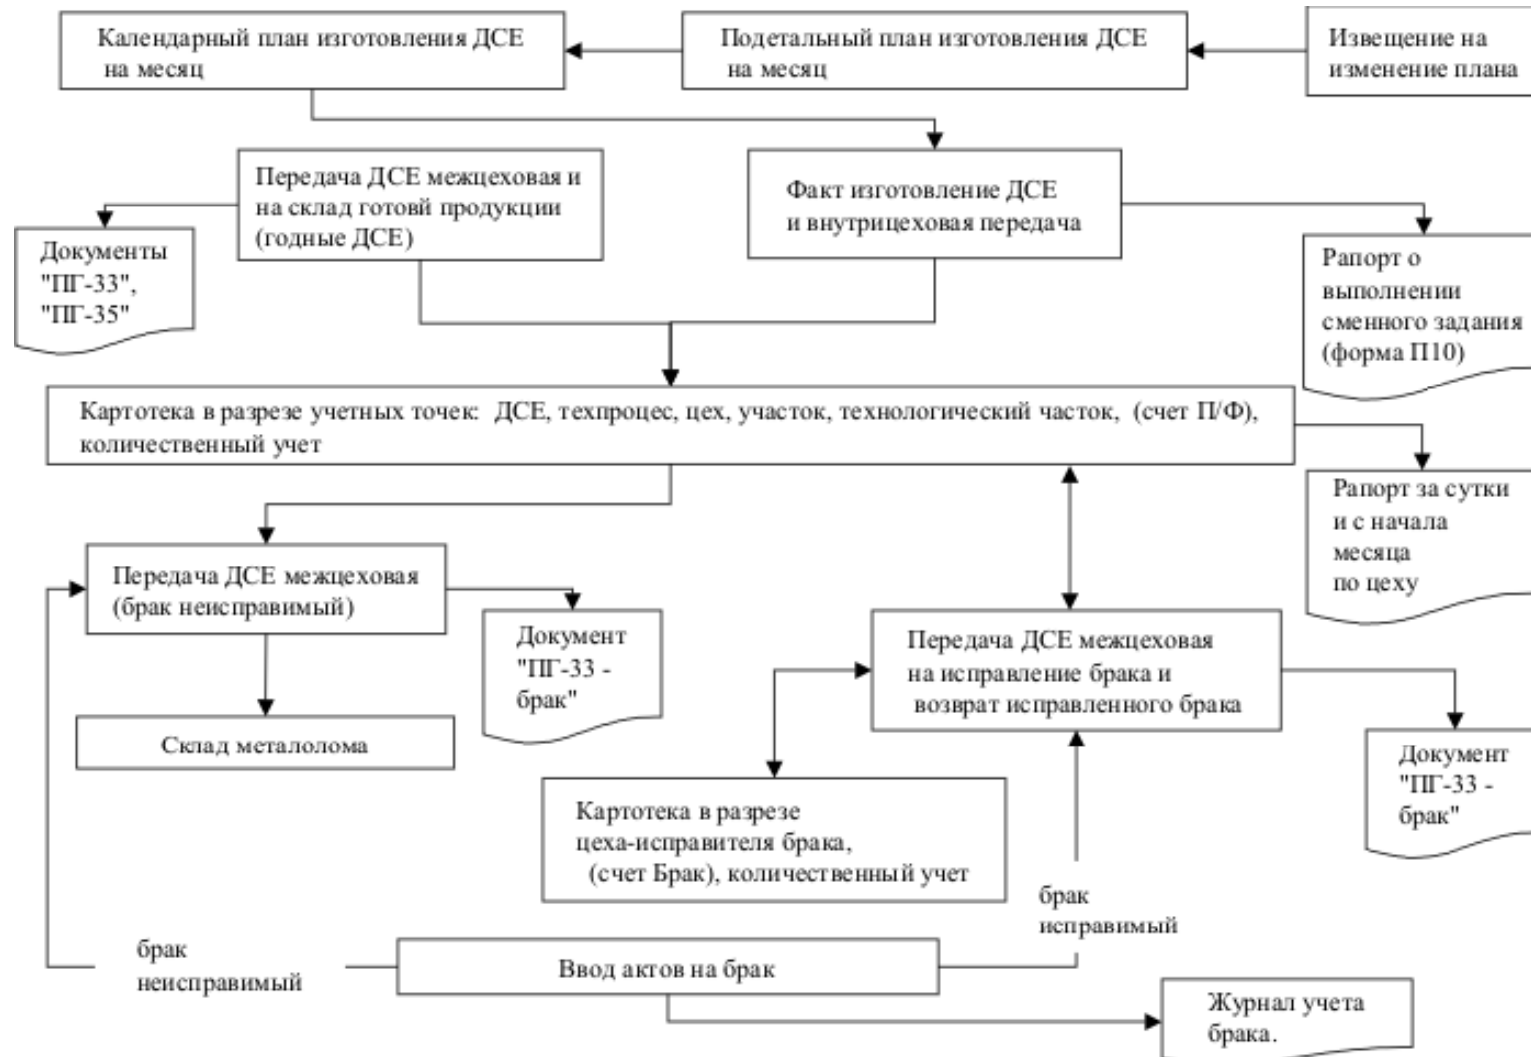 Календарный план изготовления ДСЕ
на месяц
Подетальный план изготовления ДСЕ
на месяц
Извещение на
изменение плана
Передача ДСЕ межцеховая и
на склад готовй продукции
(годные ДСЕ)
Факт изготовление ДСЕ
и внутрицеховая передача
Документы
"ПГ-33",
"ПГ-35"
Рапорт о
выполнении
сменного задания
(форма П10)
Картотека в разрезе учетных точек: ДСЕ, техпроцес, цех, участок, технологический часток, (счет П/Ф),
количественный учет
Рапорт за сутки
и с начала
месяца
по цеху
Передача ДСЕ межцеховая
(брак неисправимый)
Документ
"ПГ-33 -
брак"
Передача ДСЕ межцеховая
на исправление брака и
возврат исправленного брака
Склад металолома
Документ
"ПГ-33 -
брак"
Картотека в разрезе
цеха-исправителя брака,
(счет Брак), количественный учет
брак
исправимый
брак
неисправимый
Ввод актов на брак
Журнал учета
брака.